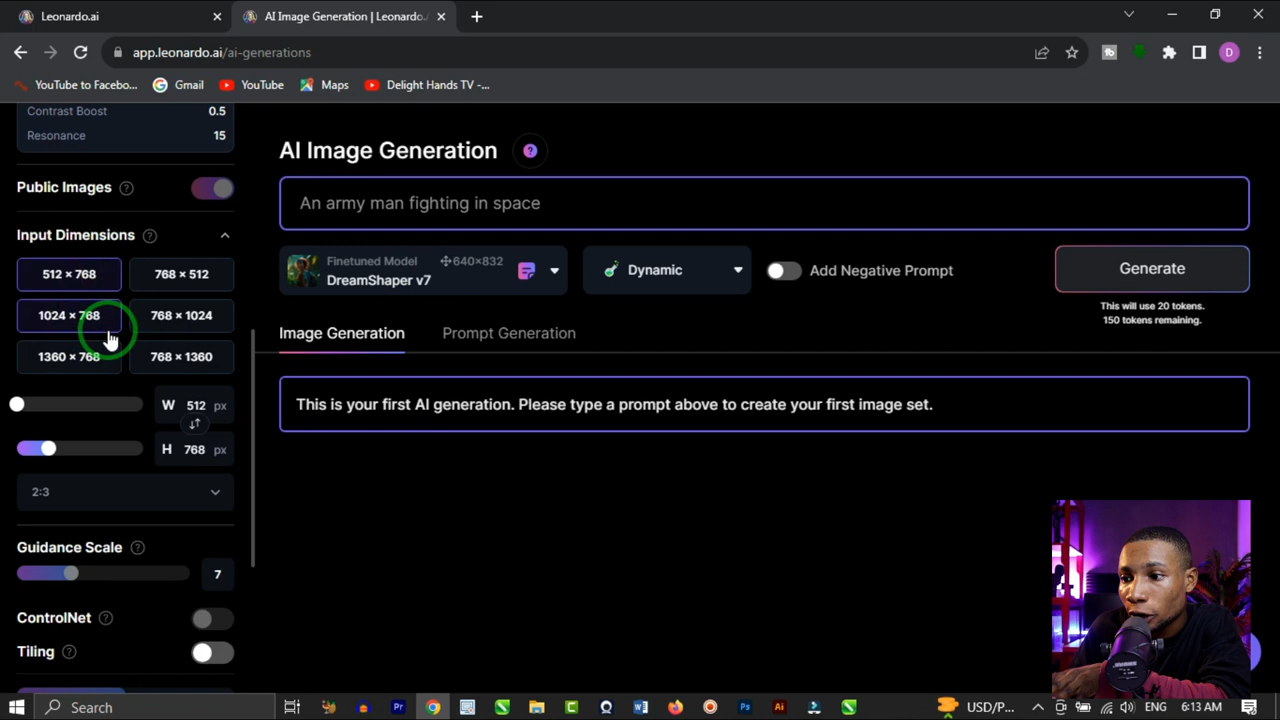 Leonardo.ai
AI Image Generation | Leonardo.
app.leonardo.ai/ai-generations
D
YouTube to Facebo...
Gmail
YouTube
Maps
Delight Hands TV -...
Contrast Boost 0.5
Resonance 15
Public Images ?
Input Dimensions ?
512 × 768
768 × 512
1024 × 768
768 × 1024
1360 × 768
768 × 1360
W 512 px
H 768 px
2:3
Guidance Scale ?
7
ControlNet ?
Tiling ?
AI Image Generation ?
An army man fighting in space
Finetuned Model 640×832
DreamShaper v7
Dynamic
Add Negative Prompt
Generate
This will use 20 tokens.
150 tokens remaining.
Image Generation
Prompt Generation
This is your first AI generation. Please type a prompt above to create your first image set.
Search
Pr
W
Ps
Ai
USD/P...
ENG
6:13 AM